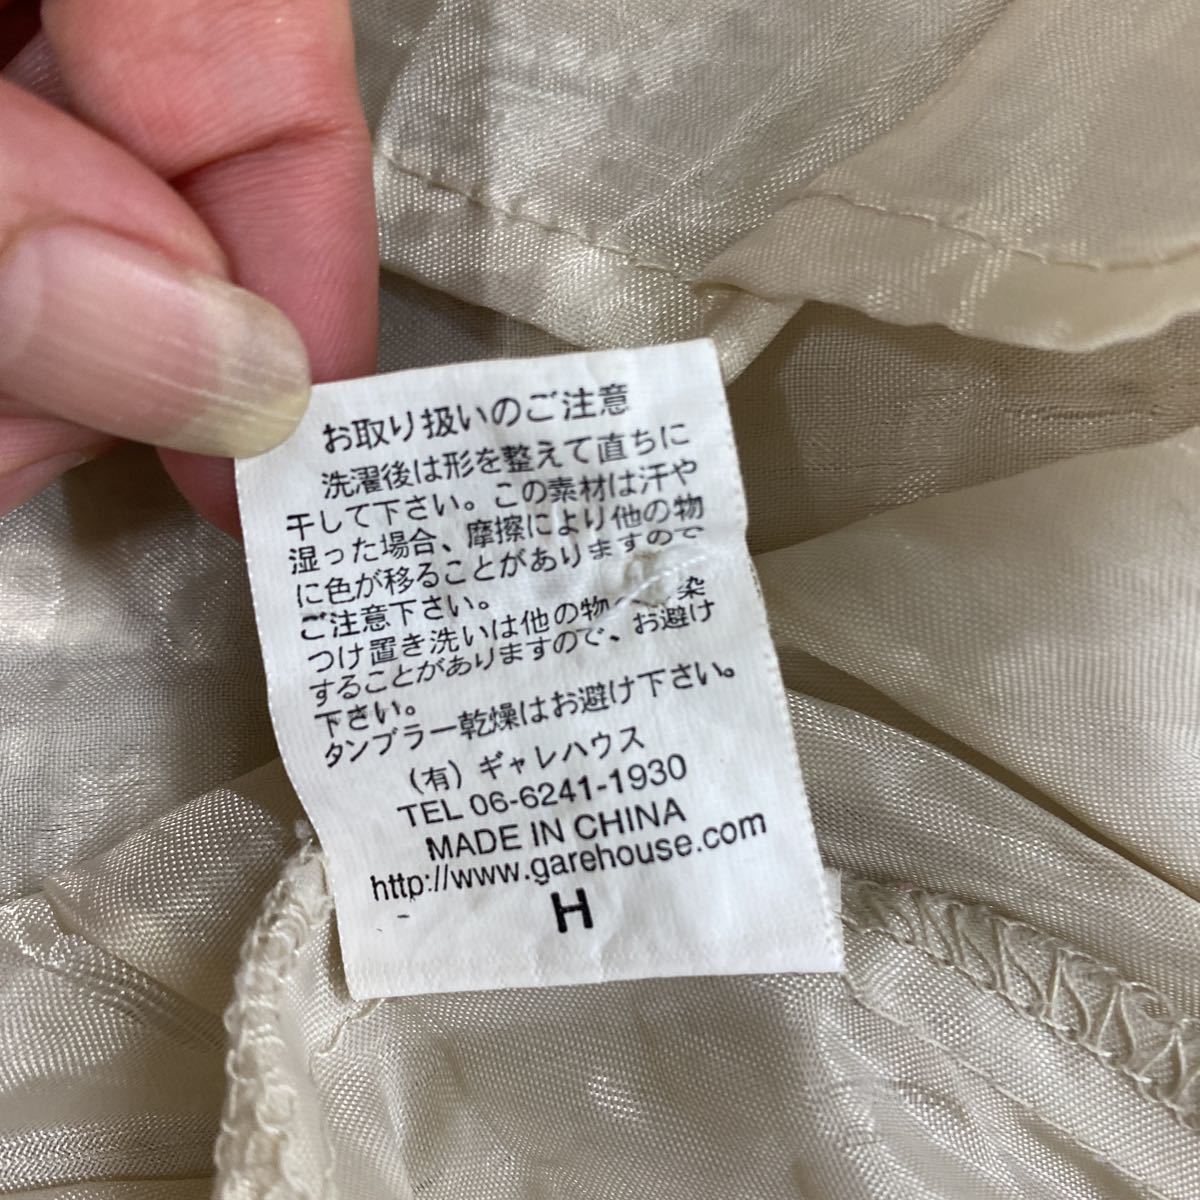 お取り扱いのご注意
洗濯後は形を整えて直ちに
干して下さい。この素材は汗や
湿った場合、摩擦により他の物
に色が移ることがありますので
ご注意下さい。
つけ置き洗いは他の物 染
することがありますので、お避け
下さい。
タンブラー乾燥はお避け下さい。
(有) ギャレハウス
TEL 06-6241-1930
MADE IN CHINA
http://www.garehouse.com
H